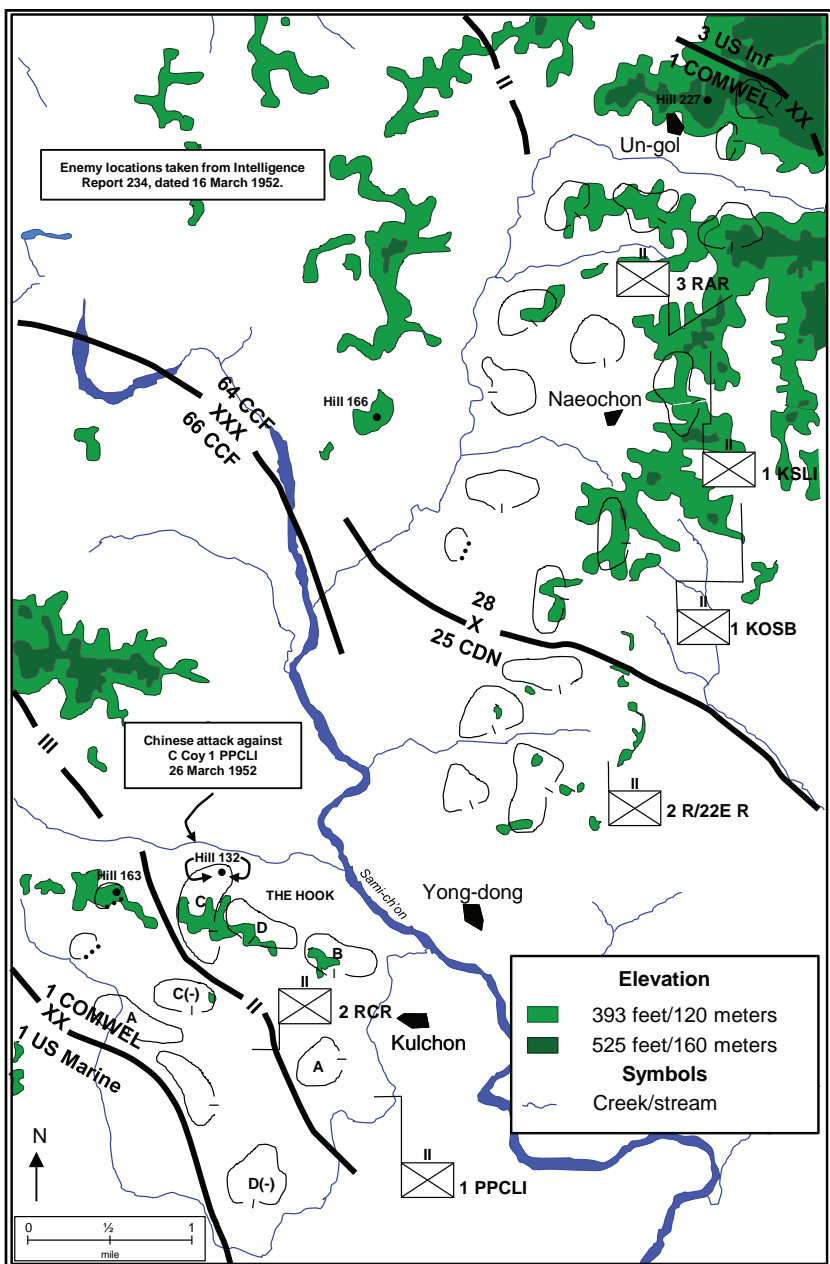 3 US Inf
XX
1 COMWEL
II
Hill 227
Un-gol
Enemy locations taken from Intelligence
Report 234, dated 16 March 1952.
II
3 RAR
64 CCF
XXX
66 CCF
Hill 166
Naeochon
II
1 KSLI
28
X
25 CDN
II
1 KOSB
III
Chinese attack against
C Coy 1 PPCLI
26 March 1952
II
2 R/22E R
Hill 132
Hill 163
THE HOOK
Sami-ch'on
Yong-dong
C
D
B
C(-)
II
II
2 RCR
Kulchon
A
1 COMWEL
XX
1 US Marine
A
D(-)
II
1 PPCLI
Elevation
393 feet/120 meters
525 feet/160 meters
Symbols
Creek/stream
N
0 ½ 1
mile